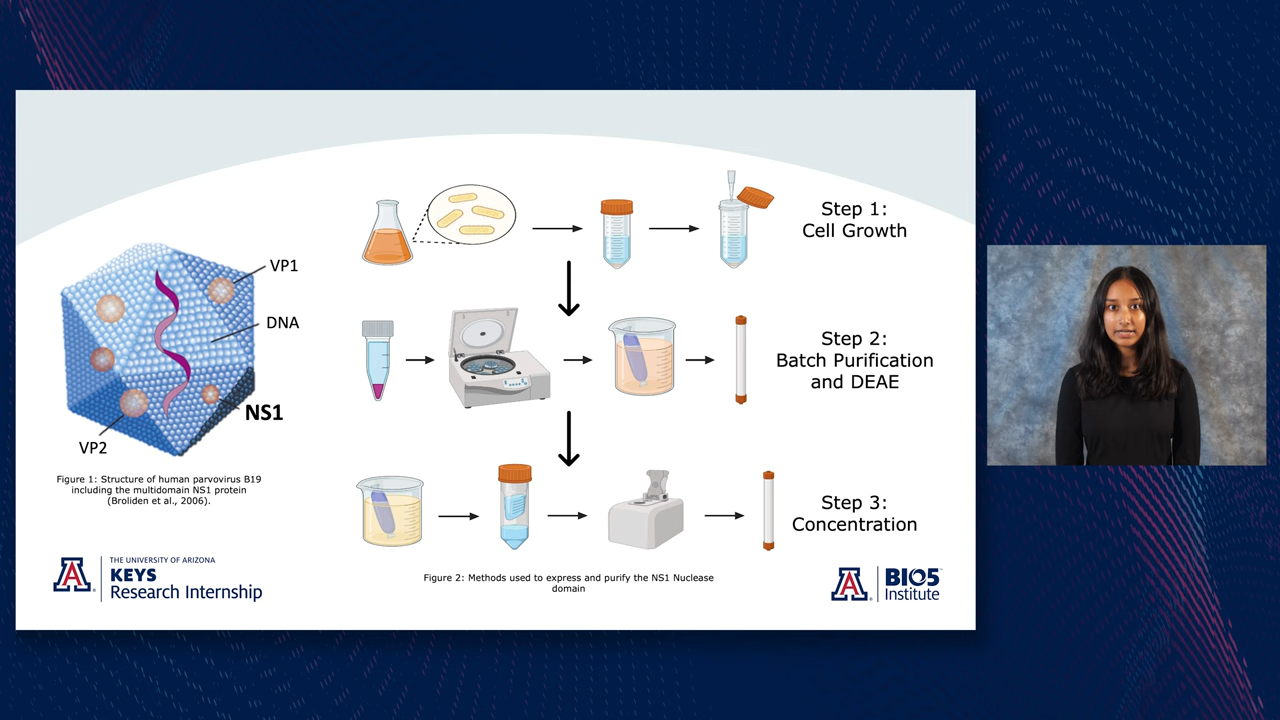 VP1
DNA
NS1
VP2
Figure 1: Structure of human parvovirus B19
including the multidomain NS1 protein
(Broliden et al., 2006).
Step 1:
Cell Growth
Step 2:
Batch Purification
and DEAE
Step 3:
Concentration
Figure 2: Methods used to express and purify the NS1 Nuclease
domain
A
THE UNIVERSITY OF ARIZONA
KEYS
Research Internship
A
BIO5
Institute